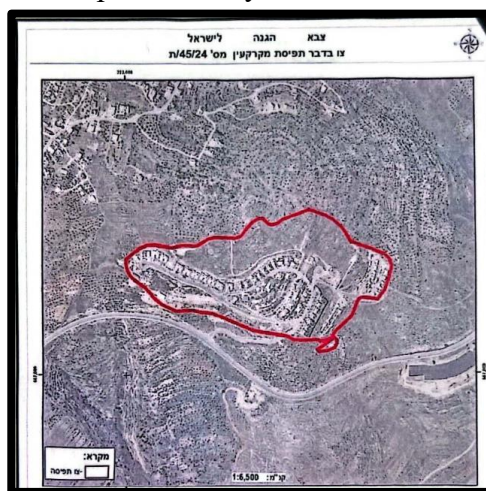 צבא הגנה לישראל
צו בדבר תפיסת מקרקעין מס' 45/24/ת
מקרא:
צו תפיסה-
קנ"מ: 1:6,500